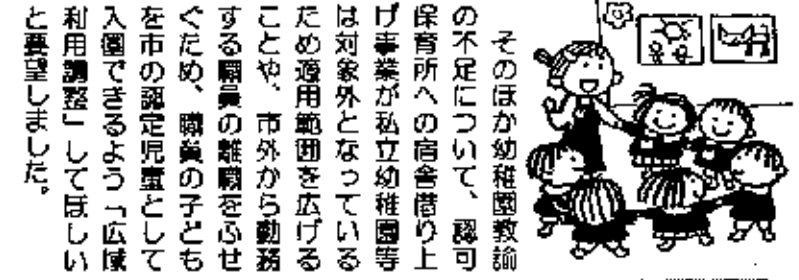 そのほか幼稚園教諭
の不足について、認可
保育所への宿舎借り上
げ事業が私立幼稚園等
は対象外となっている
ため適用範囲を広げる
ことや、市外から勤務
する職員の離職をふせ
ぐため、職員の子ども
を市の認定児童として
入園できるよう「広域
利用調整」してほしい
と要望しました。